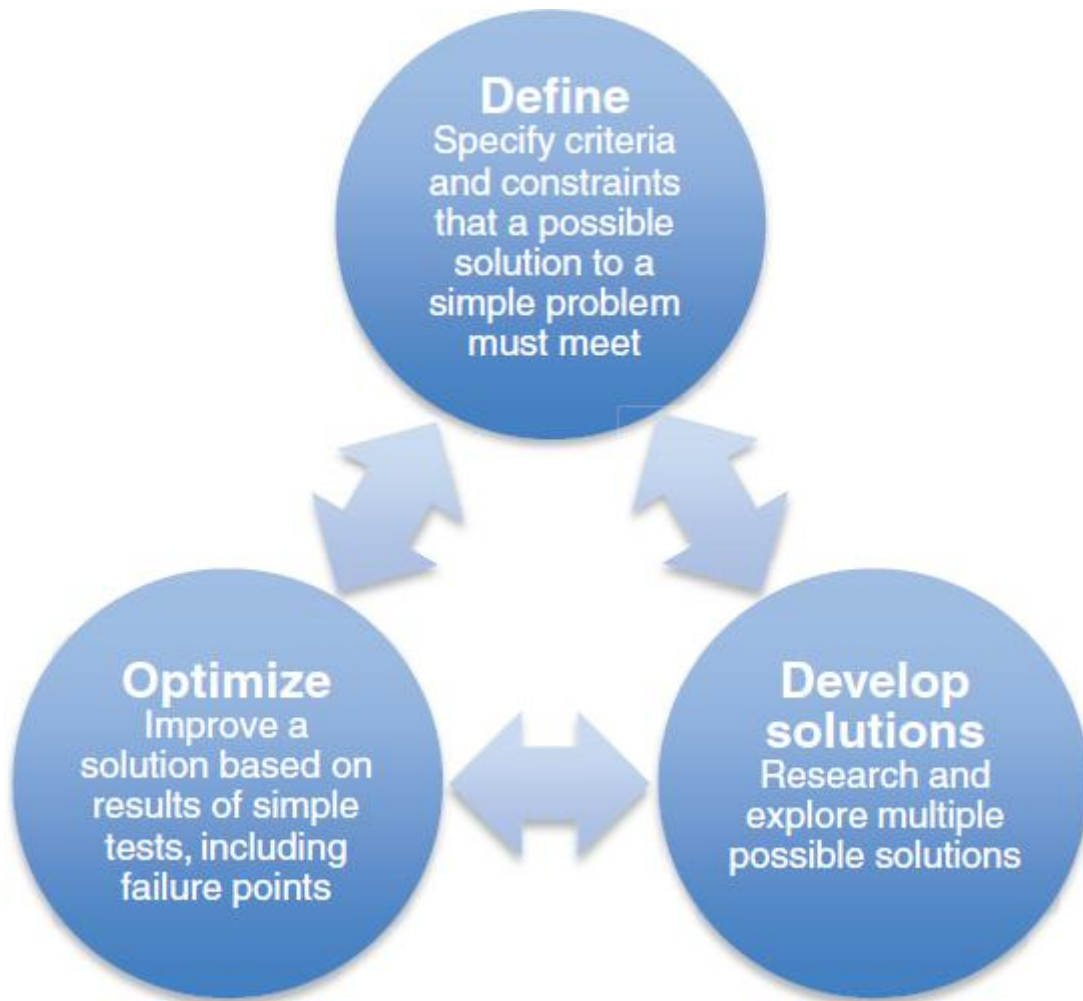 Define
Specify criteria
and constraints
that a possible
solution to a
simple problem
must meet
Optimize
Improve a
solution based on
results of simple
tests, including
failure points
Develop
solutions
Research and
explore multiple
possible solutions